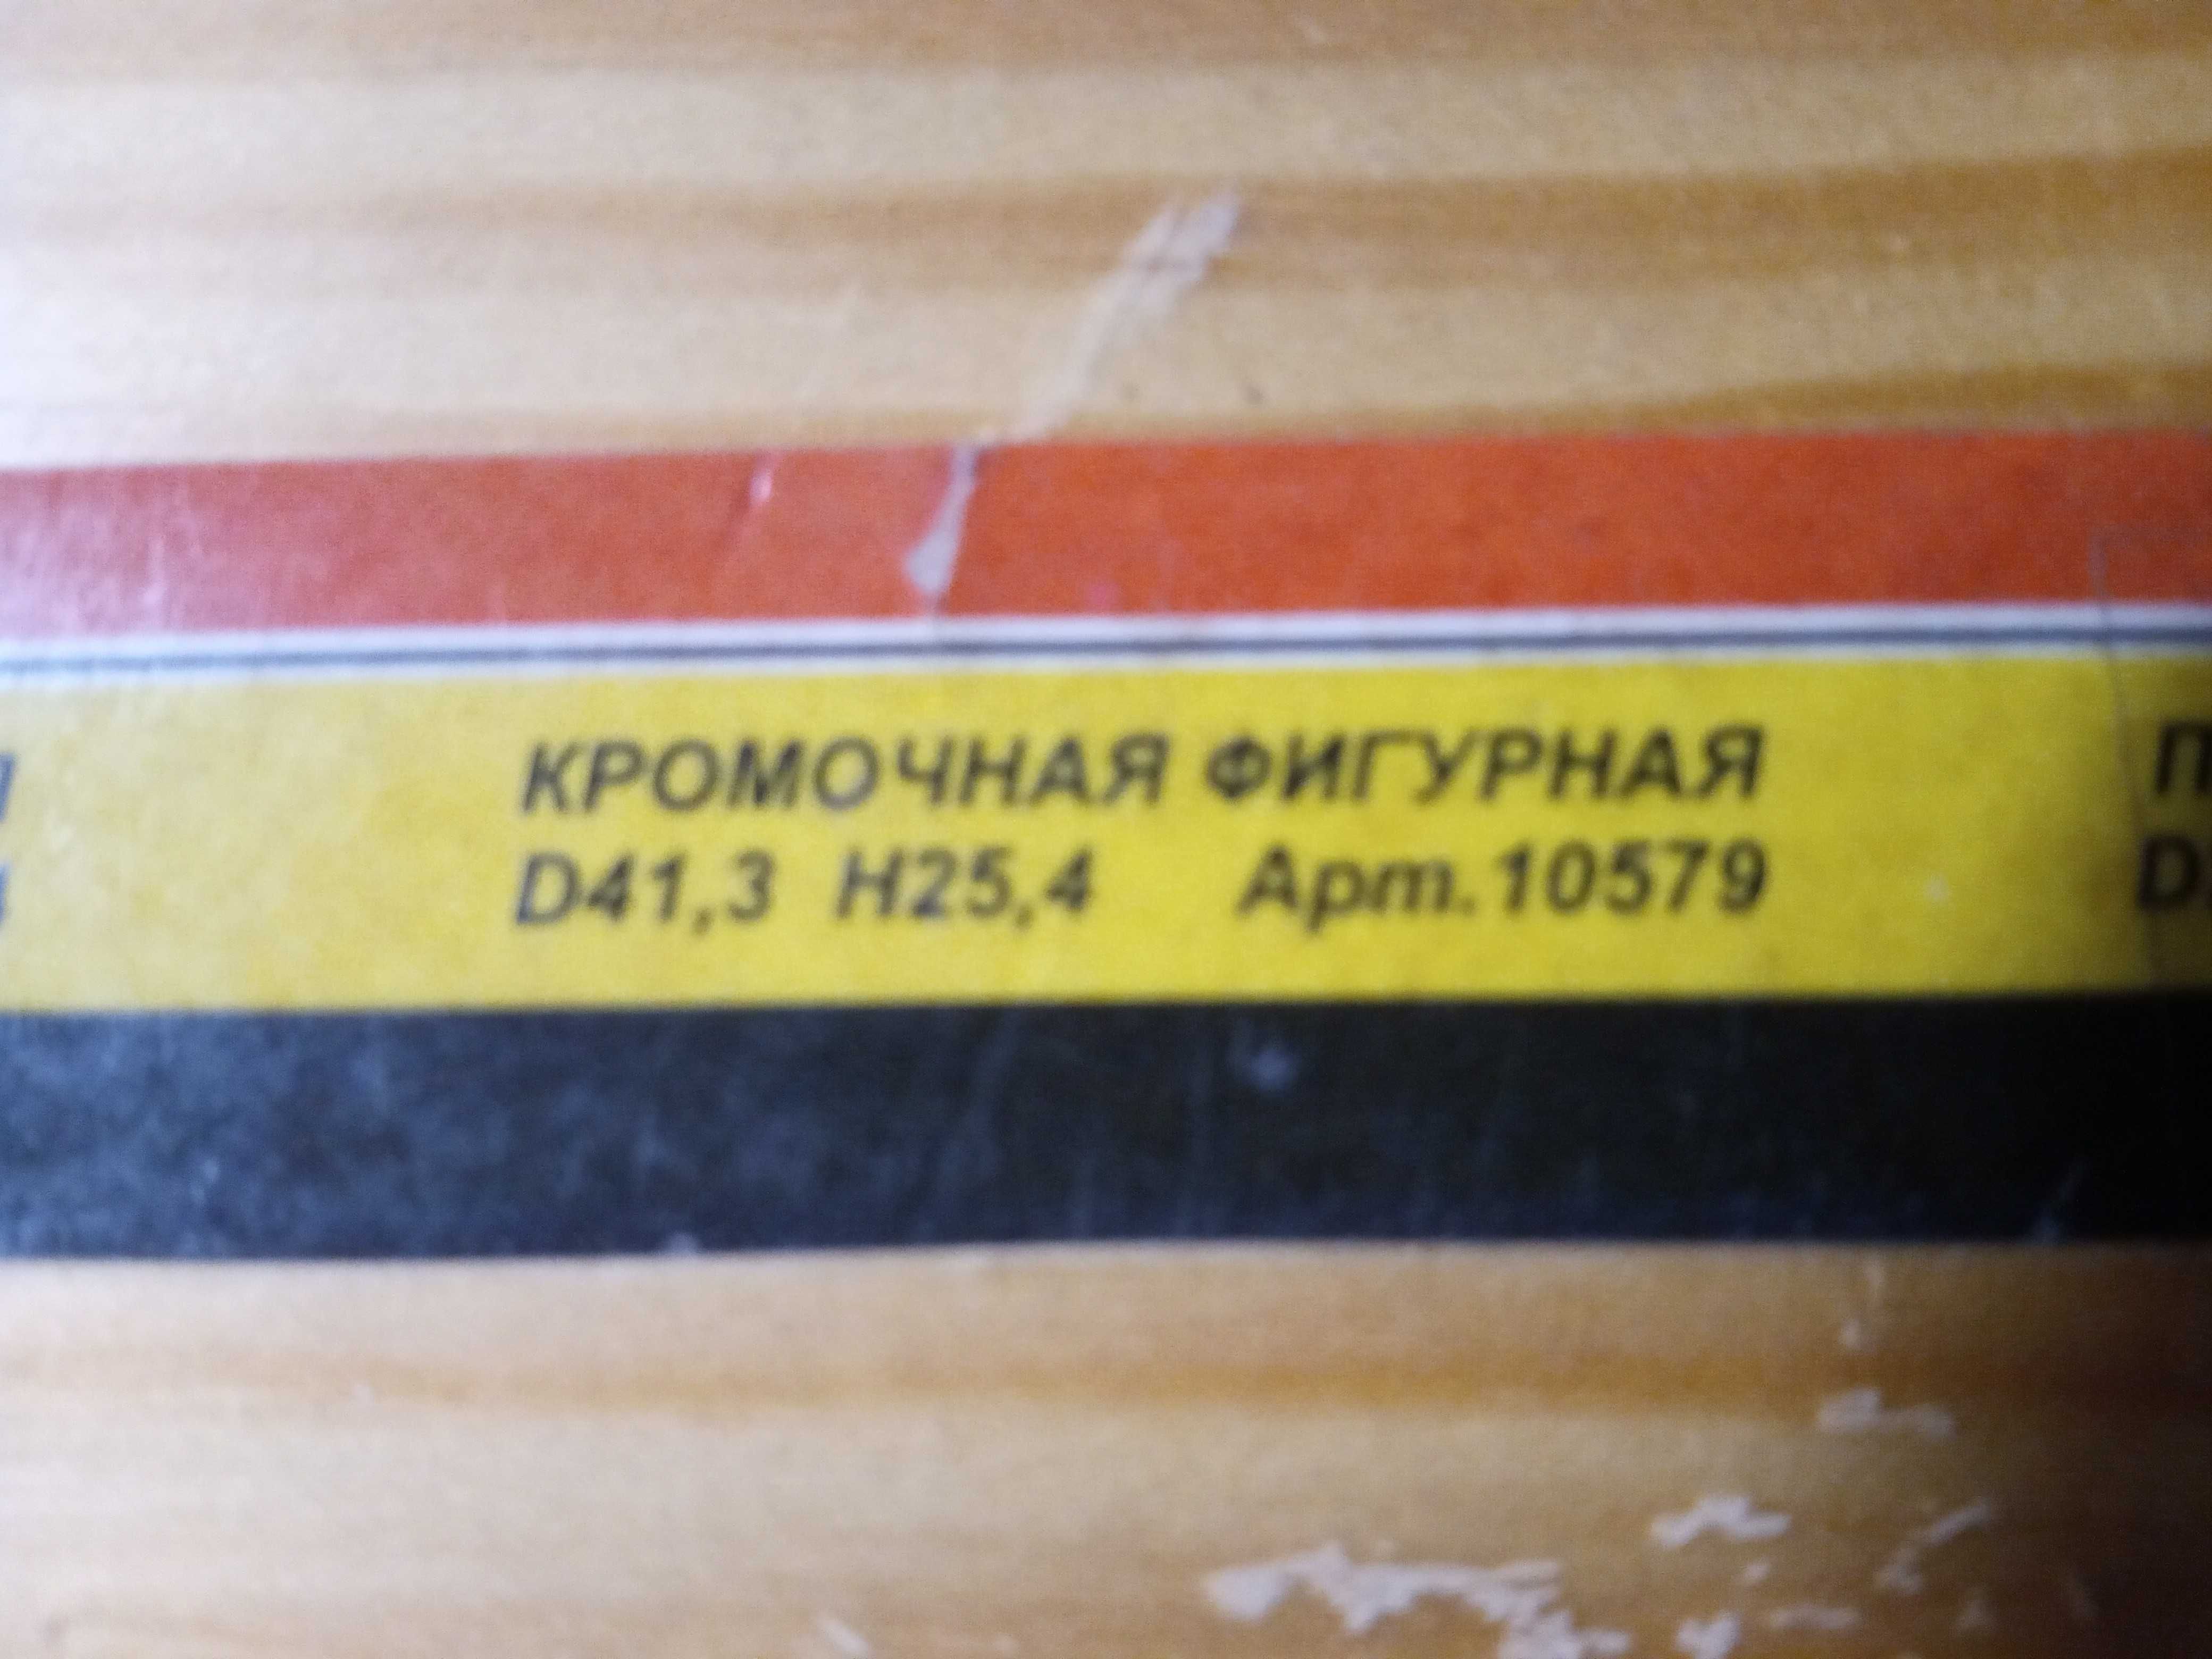 КРОМОЧНАЯ ФИГУРНАЯ
D41,3 H25,4 Арт.10579